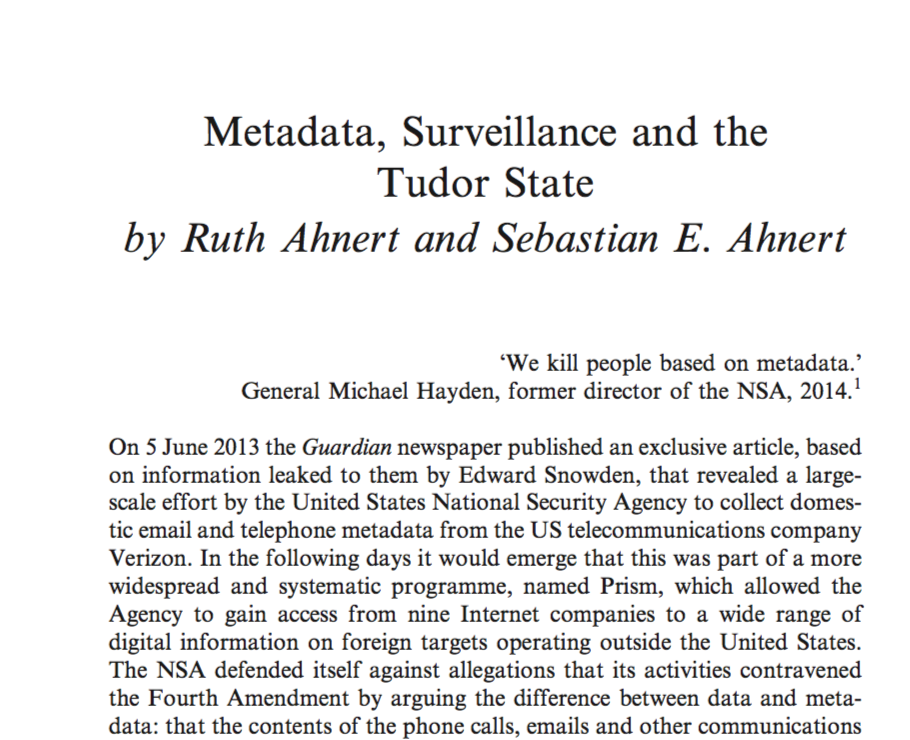 Metadata, Surveillance and the
Tudor State
by Ruth Ahnert and Sebastian E. Ahnert
‘We kill people based on metadata.’
General Michael Hayden, former director of the NSA, 2014.1
On 5 June 2013 the Guardian newspaper published an exclusive article, based
on information leaked to them by Edward Snowden, that revealed a large-
scale effort by the United States National Security Agency to collect domes-
tic email and telephone metadata from the US telecommunications company
Verizon. In the following days it would emerge that this was part of a more
widespread and systematic programme, named Prism, which allowed the
Agency to gain access from nine Internet companies to a wide range of
digital information on foreign targets operating outside the United States.
The NSA defended itself against allegations that its activities contravened
the Fourth Amendment by arguing the difference between data and meta-
data: that the contents of the phone calls, emails and other communications